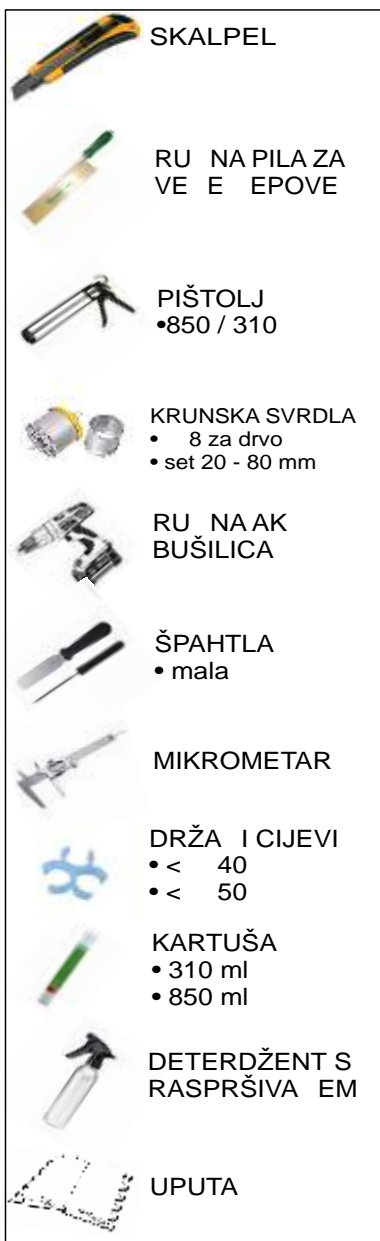 SKALPEL
RU NA PILA ZA
VE E EPOVE
PIŠTOLJ
•850 / 310
KRUNSKA SVRDLA
• 8 za drvo
• set 20 - 80 mm
RU NA AK
BUŠILICA
ŠPAHTLA
• mala
MIKROMETAR
DRŽA I CIJEVI
• < 40
• < 50
KARTUŠA
• 310 ml
• 850 ml
DETERDŽENT S
RASPRŠIVA EM
UPUTA